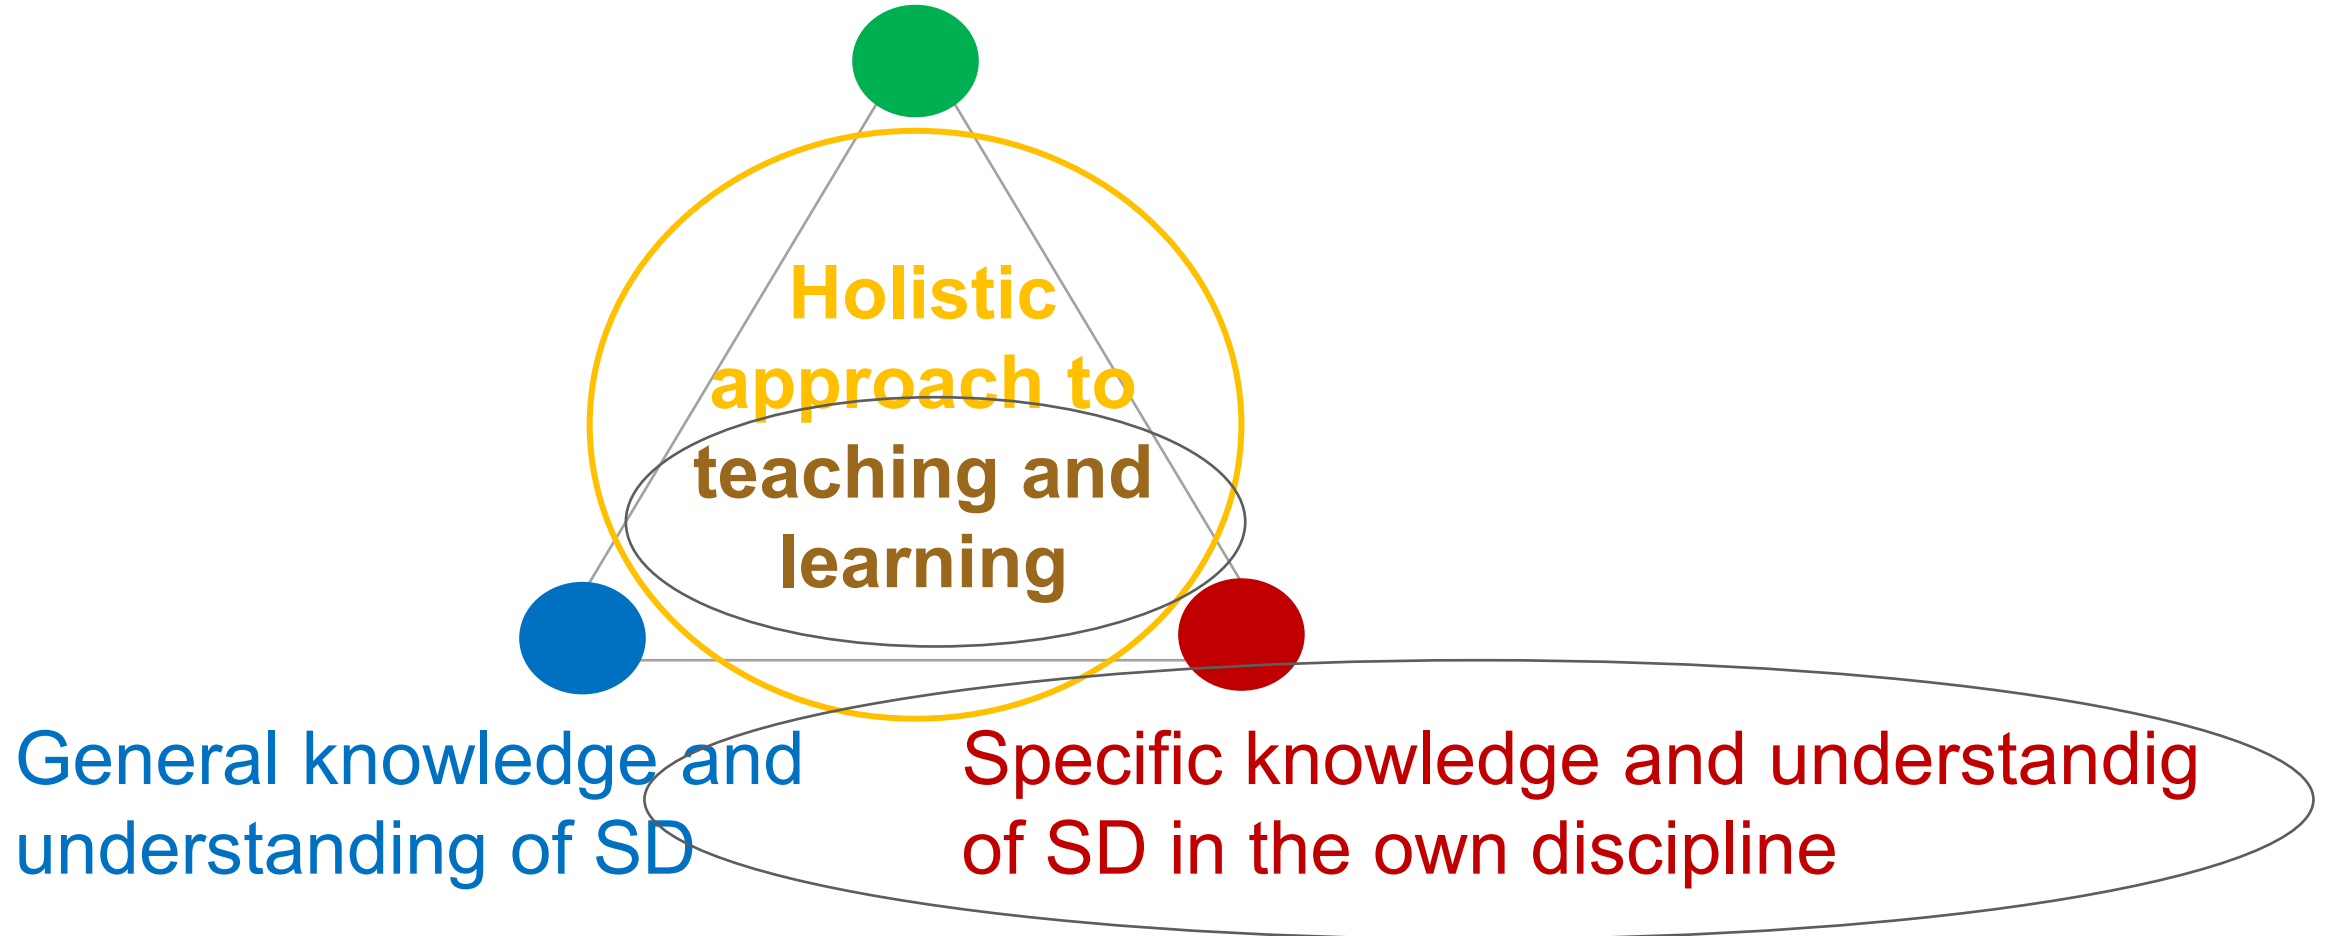 Holistic
approach to
teaching and
learning
General knowledge and
understanding of SD
Specific knowledge and understandig
of SD in the own discipline